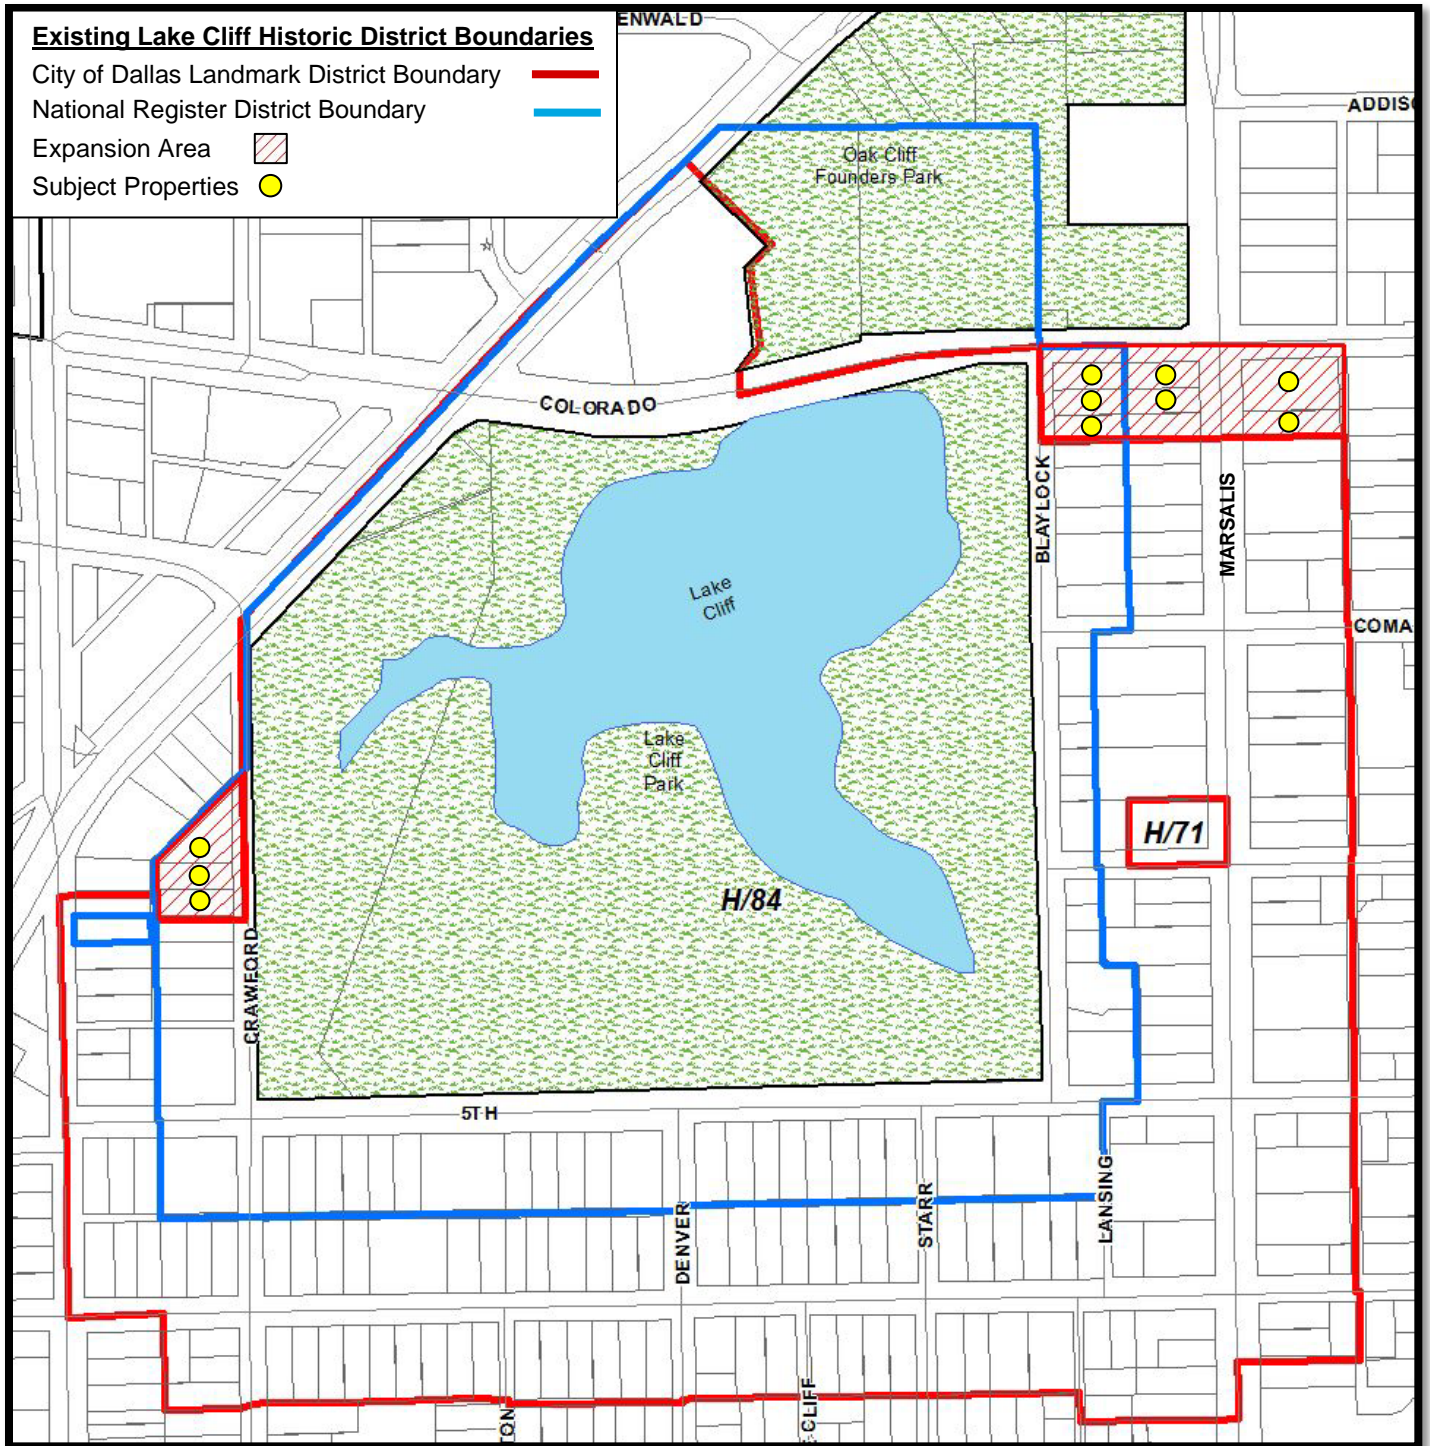 Existing Lake Cliff Historic District Boundaries
City of Dallas Landmark District Boundary
National Register District Boundary
Expansion Area
Subject Properties
ENWALD
ADDISO
Oak Cliff
Founders Park
COLORADO
BLAYLOCK
MARSALIS
Lake
Cliff
COMA
Lake
Cliff
Park
H/71
H/84
CRAWFORD
5TH
LANSING
STARR
DENVER
CLIFF
TON